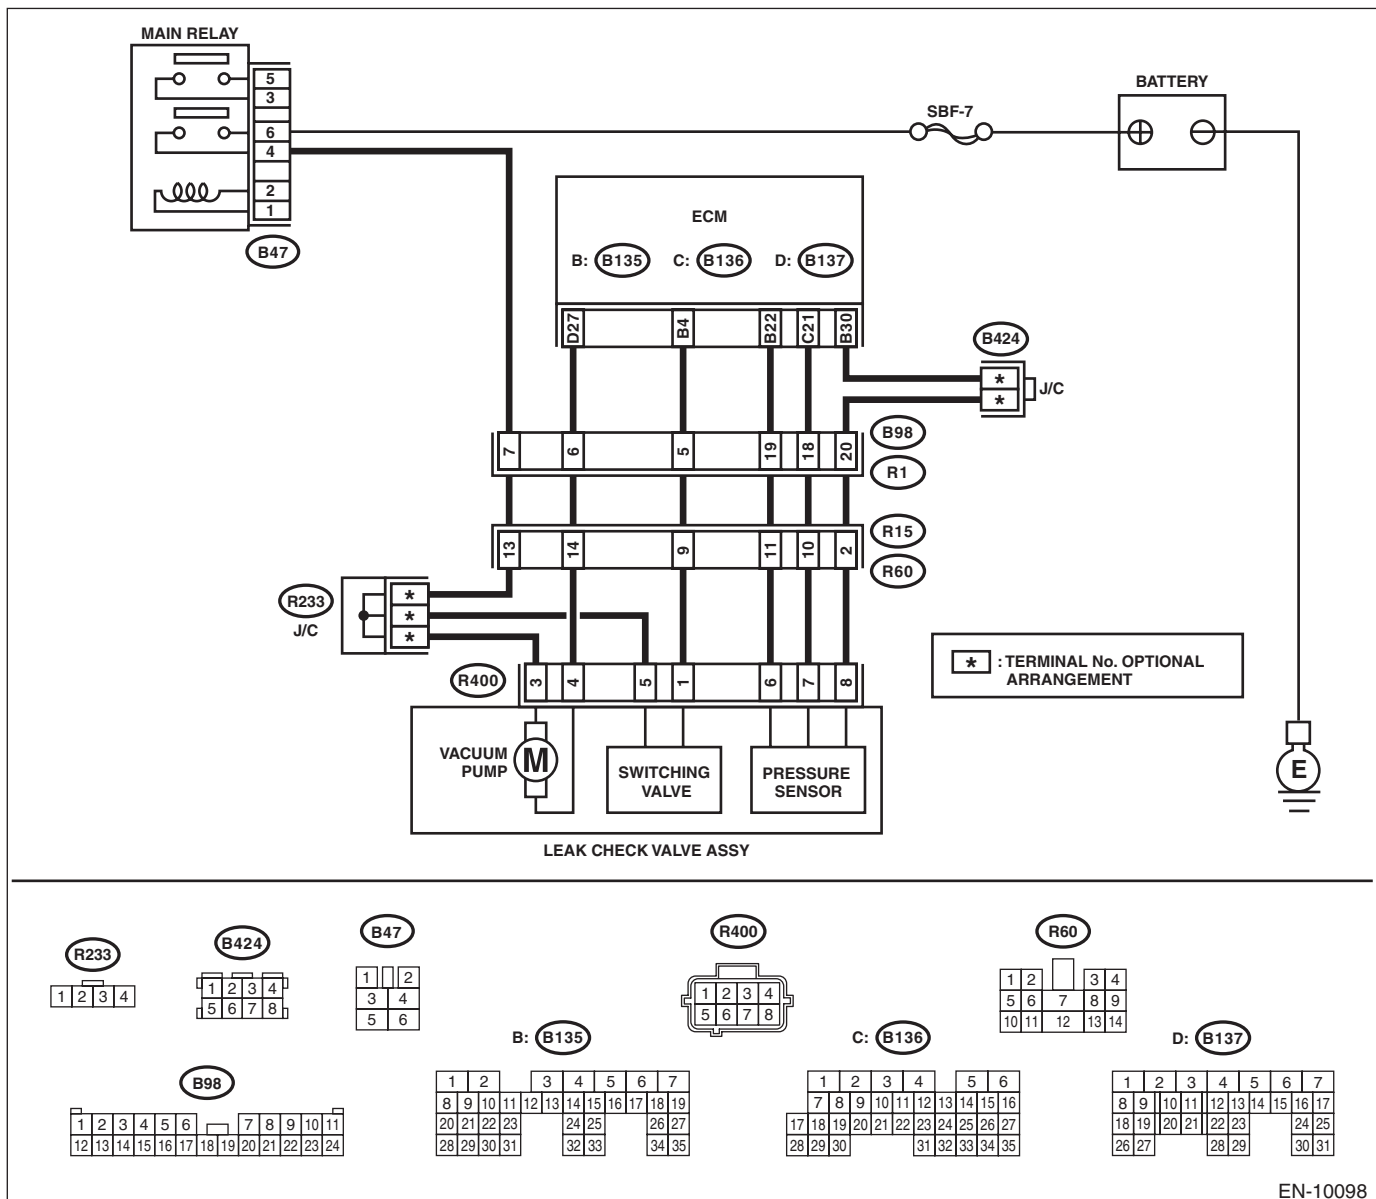 MAIN RELAY
5
3
6
4
2
1
B47
SBF-7
BATTERY
ECM
B: B135 C: B136 D: B137
D27 B4 B22 C21 B30
B424
*
*
J/C
7 6 5 19 18 20
B98
R1
13 14 9 11 10 2
R15
R60
R233
J/C
*
*
*
* : TERMINAL No. OPTIONAL
ARRANGEMENT
R400
3 4 5 1 6 7 8
VACUUM
PUMP
M
SWITCHING
VALVE
PRESSURE
SENSOR
E
LEAK CHECK VALVE ASSY
R233
1 2 3 4
B424
1 2 3 4
5 6 7 8
B47
1 2
3 4
5 6
R400
1 2 3 4
5 6 7 8
R60
1 2 3 4
5 6 7 8 9
10 11 12 13 14
B98
1 2 3 4 5 6 7 8 9 10 11
12 13 14 15 16 17 18 19 20 21 22 23 24
B: B135
1 2 3 4 5 6 7
8 9 10 11 12 13 14 15 16 17 18 19
20 21 22 23 24 25 26 27
28 29 30 31 32 33 34 35
C: B136
1 2 3 4 5 6
7 8 9 10 11 12 13 14 15 16
17 18 19 20 21 22 23 24 25 26 27
28 29 30 31 32 33 34 35
D: B137
1 2 3 4 5 6 7
8 9 10 11 12 13 14 15 16 17
18 19 20 21 22 23 24 25
26 27 28 29 30 31
EN-10098